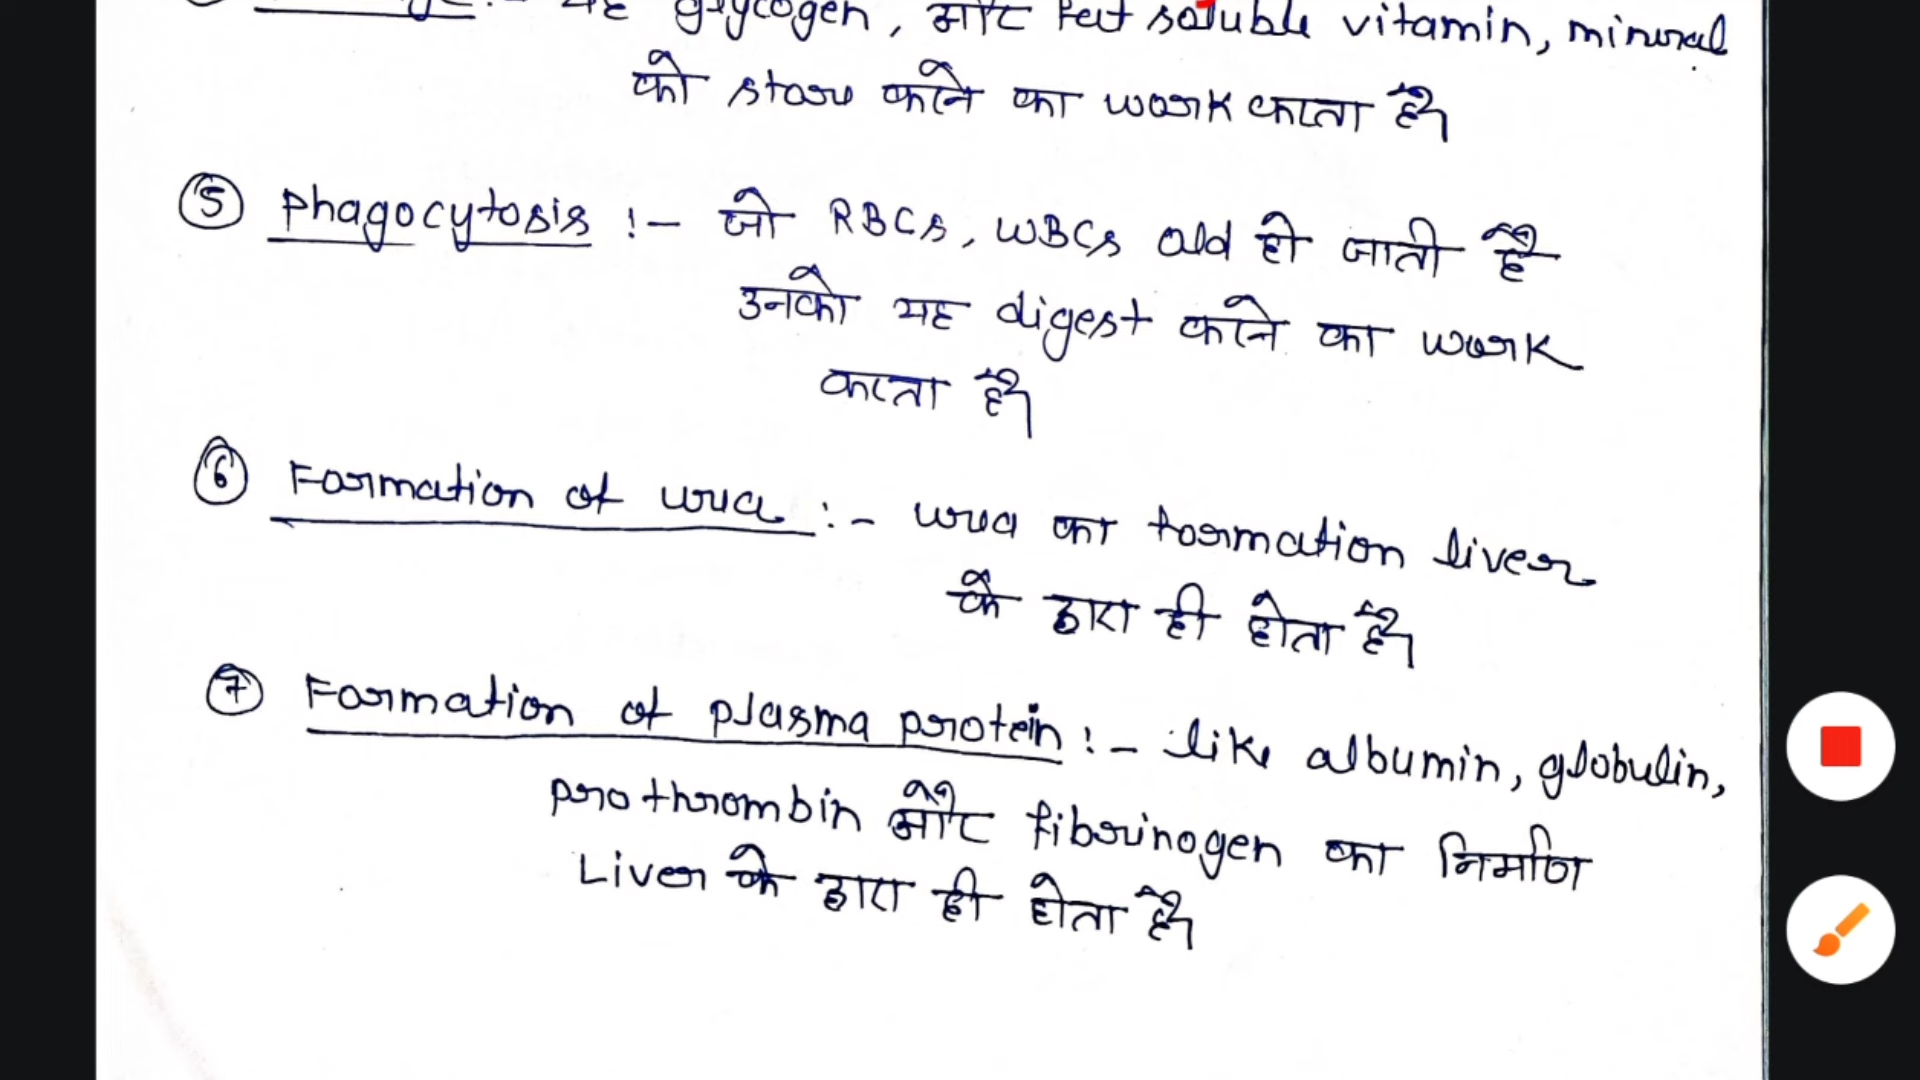 :- यह glycogen, और Fat soluble vitamin, mineral
को store करने का work करता है।
⑤ Phagocytosis :- जो RBCs, WBCs old हो जाती हैं
उनको यह digest करने का work
करता है।
⑥ Formation of urea :- urea का formation liver
के द्वारा ही होता है।
⑦ Formation of plasma protein :- like albumin, globulin,
prothrombin और fibrinogen का निर्माण
Liver के द्वारा ही होता है।